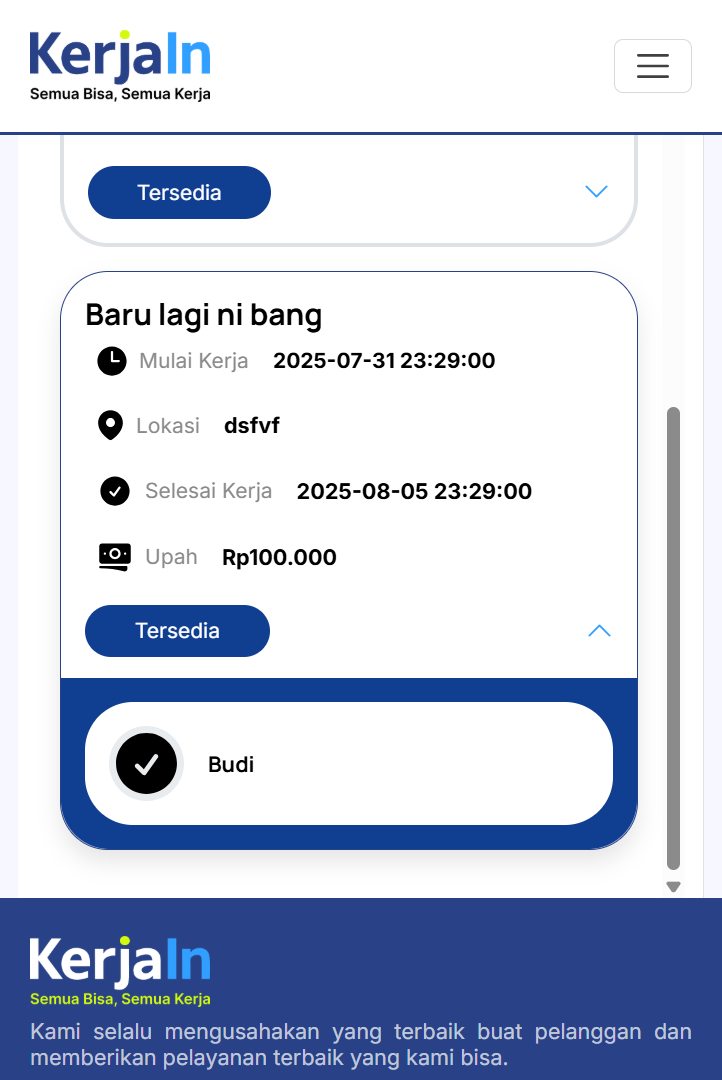 KerjaIn
Semua Bisa, Semua Kerja
Tersedia
Baru lagi ni bang
Mulai Kerja 2025-07-31 23:29:00
Lokasi dsfvf
Selesai Kerja 2025-08-05 23:29:00
Upah Rp100.000
Tersedia
Budi
KerjaIn
Semua Bisa, Semua Kerja
Kami selalu mengusahakan yang terbaik buat pelanggan dan
memberikan pelayanan terbaik yang kami bisa.